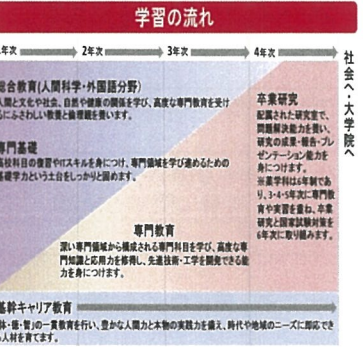 学習の流れ
年次
2年次
3年次
4年次
社会へ・大学院へ
総合教育(人間科学・外国語分野)
人間と文化や社会、自然や健康の関係を学び、高度な専門教育を受け
るにふさわしい教養と倫理観を養います。
専門基礎
高校科目の復習やITスキルを身につけ、専門領域を学び進めるための
基礎学力という土台をしっかりと固めます。
専門教育
深い専門領域から構成される専門科目を学び、高度な専
門知識と応用力を修得し、先進技術・工学を開発できる能
力を身につけます。
卒業研究
配属された研究室で、
問題解決能力を養い、
研究の成果・報告・プレ
ゼンテーション能力を
身につけます。
※薬学科は6年制であ
り、3・4・5年次に専門教
育や実習を重ね、卒業
研究と国家試験対策を
6年次に取り組みます。
基幹キャリア教育
体・徳・智」の一貫教育を行い、豊かな人間力と本物の実践力を蓄え、時代や地域のニーズに即応でき
る人材を育てます。